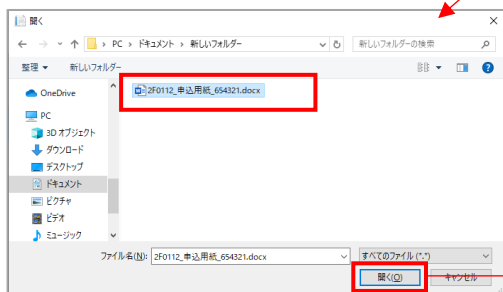 開く
PC › ドキュメント › 新しいフォルダー
新しいフォルダーの検索
整理 新しいフォルダー
OneDrive
2F0112_申込用紙_654321.docx
PC
3D オブジェクト
ダウンロード
デスクトップ
ドキュメント
ピクチャ
ビデオ
ミュージック
ファイル名(N): 2F0112_申込用紙_654321.docx すべてのファイル (*.*)
開く(O) キャンセル